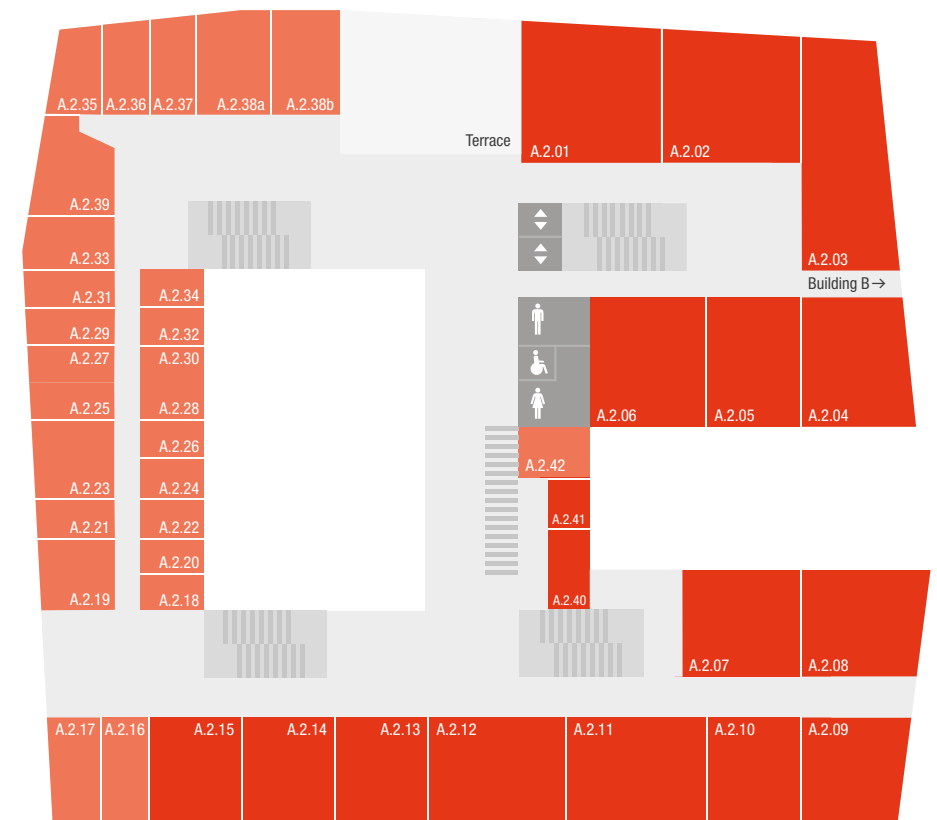 A.2.35
A.2.36
A.2.37
A.2.38a
A.2.38b
Terrace
A.2.01
A.2.02
A.2.03
Building B→
A.2.39
A.2.33
A.2.31
A.2.29
A.2.27
A.2.25
A.2.23
A.2.21
A.2.19
A.2.34
A.2.32
A.2.30
A.2.28
A.2.26
A.2.24
A.2.22
A.2.20
A.2.18
A.2.06
A.2.05
A.2.04
A.2.42
A.2.41
A.2.40
A.2.07
A.2.08
A.2.17
A.2.16
A.2.15
A.2.14
A.2.13
A.2.12
A.2.11
A.2.10
A.2.09